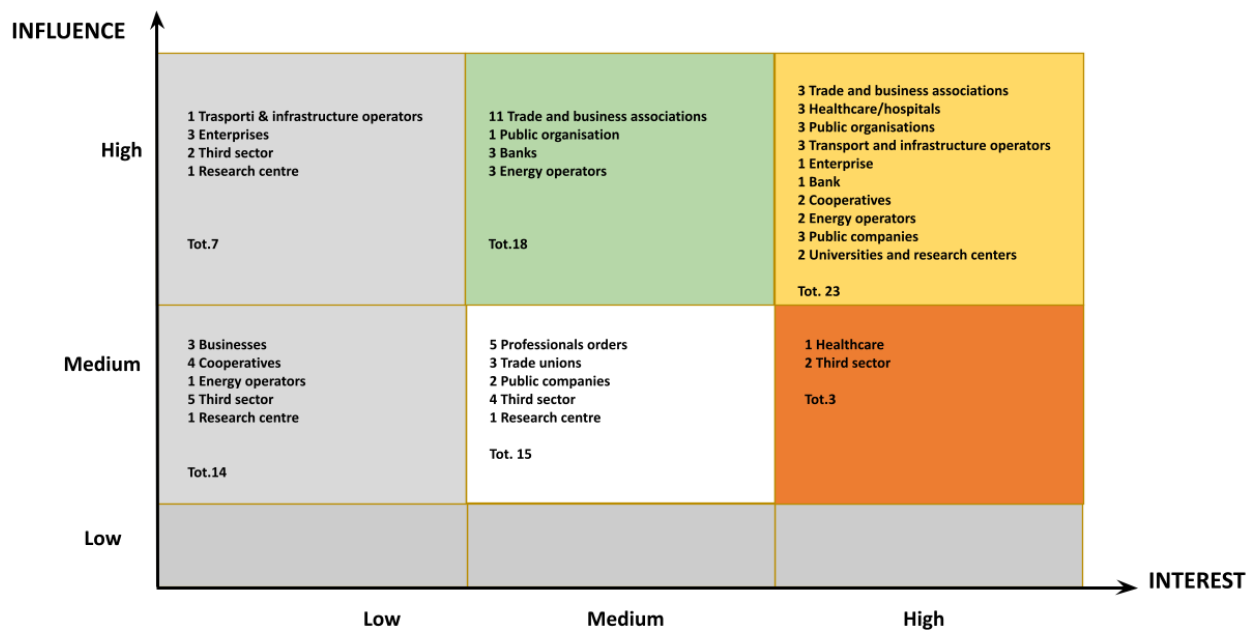 INFLUENCE
High
1 Trasporti & infrastructure operators
3 Enterprises
2 Third sector
1 Research centre
Tot.7
11 Trade and business associations
1 Public organisation
3 Banks
3 Energy operators
Tot.18
3 Trade and business associations
3 Healthcare/hospitals
3 Public organisations
3 Transport and infrastructure operators
1 Enterprise
1 Bank
2 Cooperatives
2 Energy operators
3 Public companies
2 Universities and research centers
Tot. 23
Medium
3 Businesses
4 Cooperatives
1 Energy operators
5 Third sector
1 Research centre
Tot.14
5 Professionals orders
3 Trade unions
2 Public companies
4 Third sector
1 Research centre
Tot. 15
1 Healthcare
2 Third sector
Tot.3
Low
INTEREST
Low
Medium
High